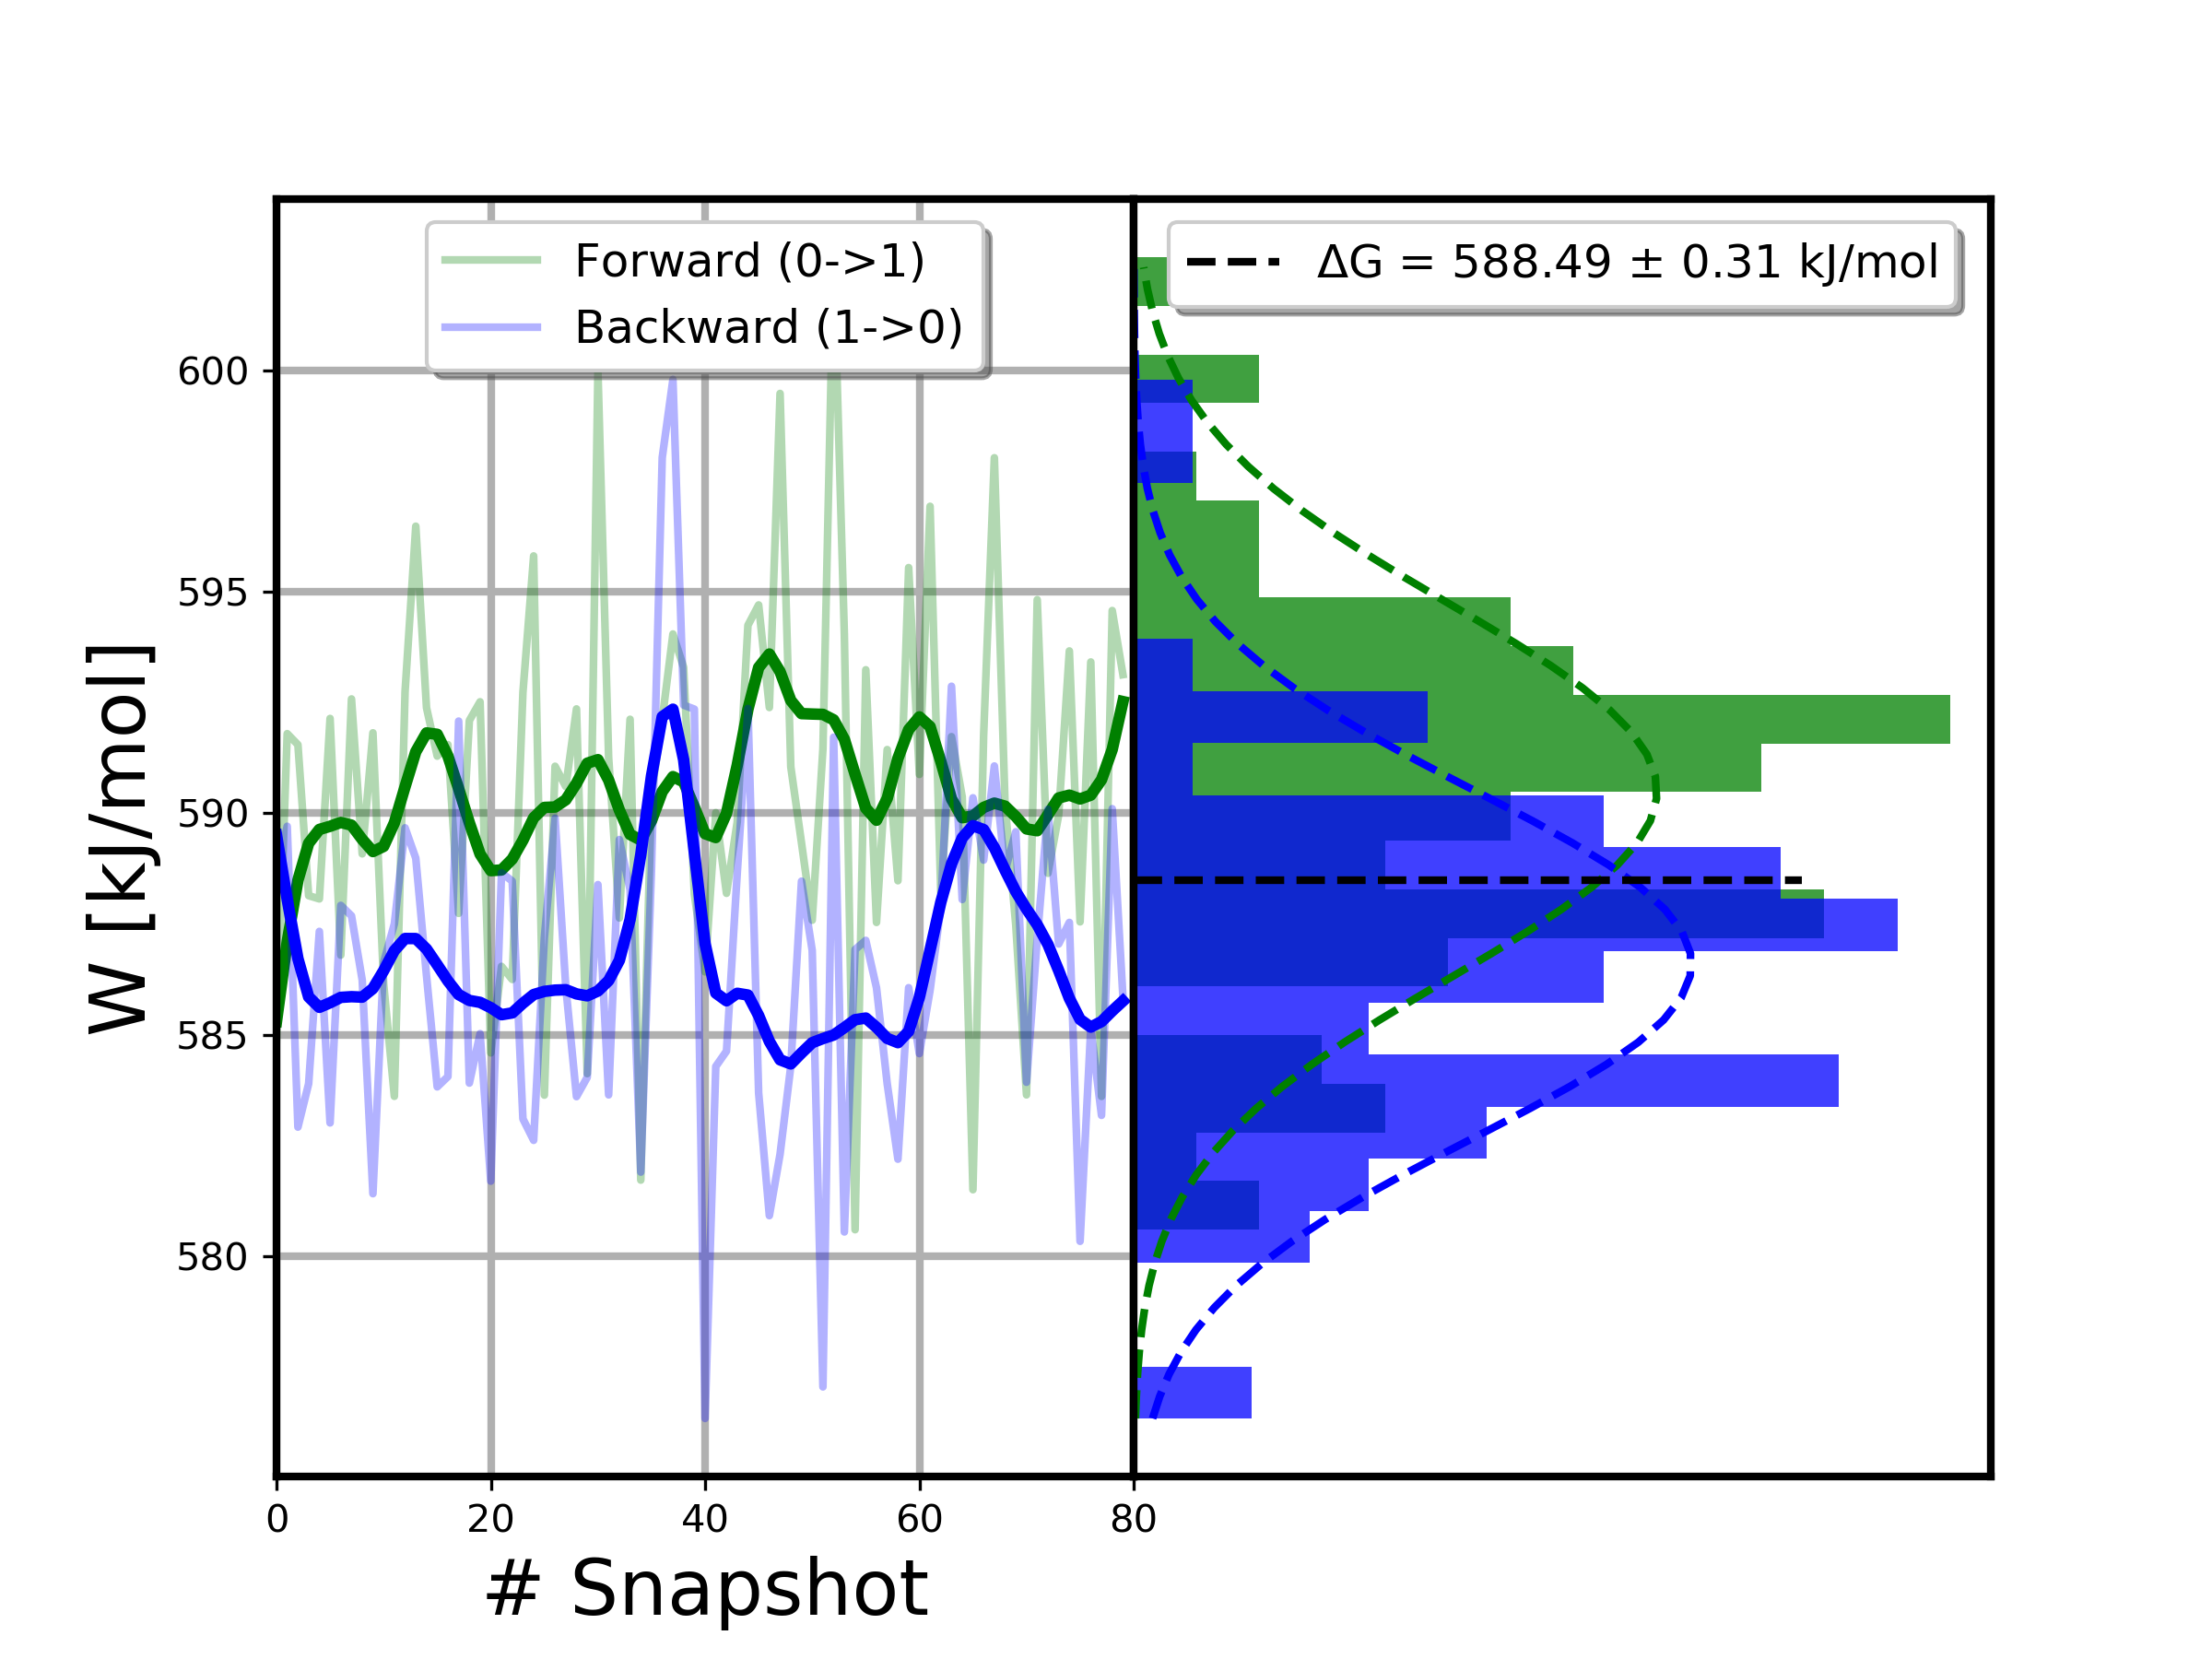 Forward (0->1)
Backward (1->0)
ΔG = 588.49 ± 0.31 kJ/mol
600
595
590
585
580
W [kJ/mol]
0
20
40
60
80
# Snapshot